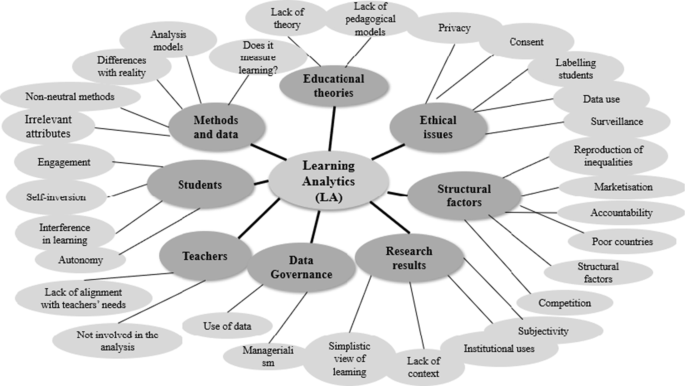 Lack of
theory
Lack of
pedagogical
models
Privacy
Consent
Labelling
students
Data use
Surveillance
Analysis
models
Does it
measure
learning?
Differences
with reality
Non-neutral methods
Irrelevant
attributes
Educational
theories
Methods
and data
Ethical
issues
Engagement
Self-inversion
Interference
in learning
Autonomy
Students
Learning
Analytics
(LA)
Structural
factors
Reproduction of
inequalities
Marketisation
Accountability
Poor countries
Structural
factors
Competition
Teachers
Data
Governance
Research
results
Lack of alignment
with teachers' needs
Not involved in the
analysis
Use of data
Manageriali
sm
Simplistic
view of
learning
Lack of
context
Institutional uses
Subjectivity